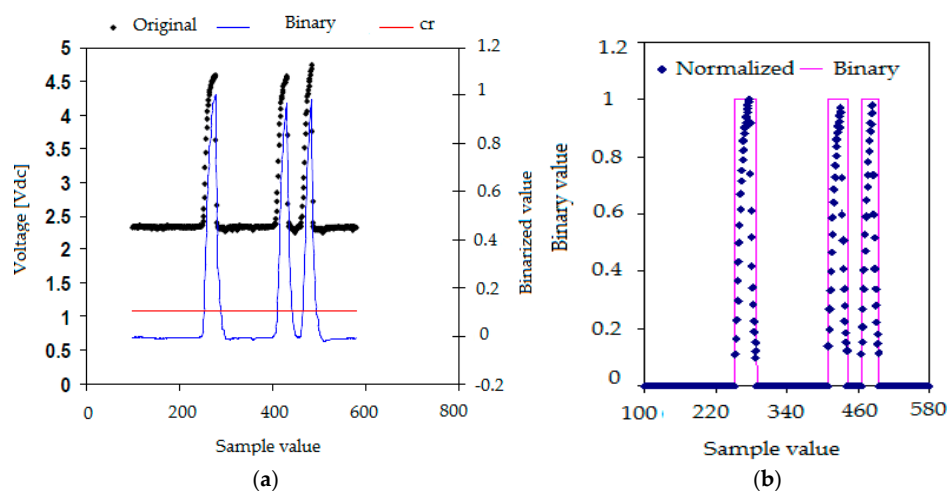 Original Binary cr
5
4.5
4
3.5
3
2.5
2
1.5
1
0.5
0
Voltage [Vdc]
1.2
1
0.8
0.6
0.4
0.2
0
-0.2
Binarized value
0 200 400 600 800
Sample value
(a)
1.2
1
0.8
0.6
0.4
0.2
0
Binary value
Normalized Binary
100 220 340 460 580
Sample value
(b)